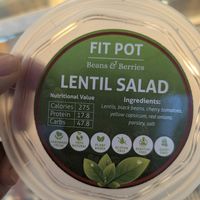 FIT POT
Beans & Berries
LENTIL SALAD
Nutritional Value
Calories 275
Protein 17.8
Carbs 47.8
Ingredients:
Lentils, black beans, cherry tomatoes,
yellow capsicum, red onions,
parsley, salt